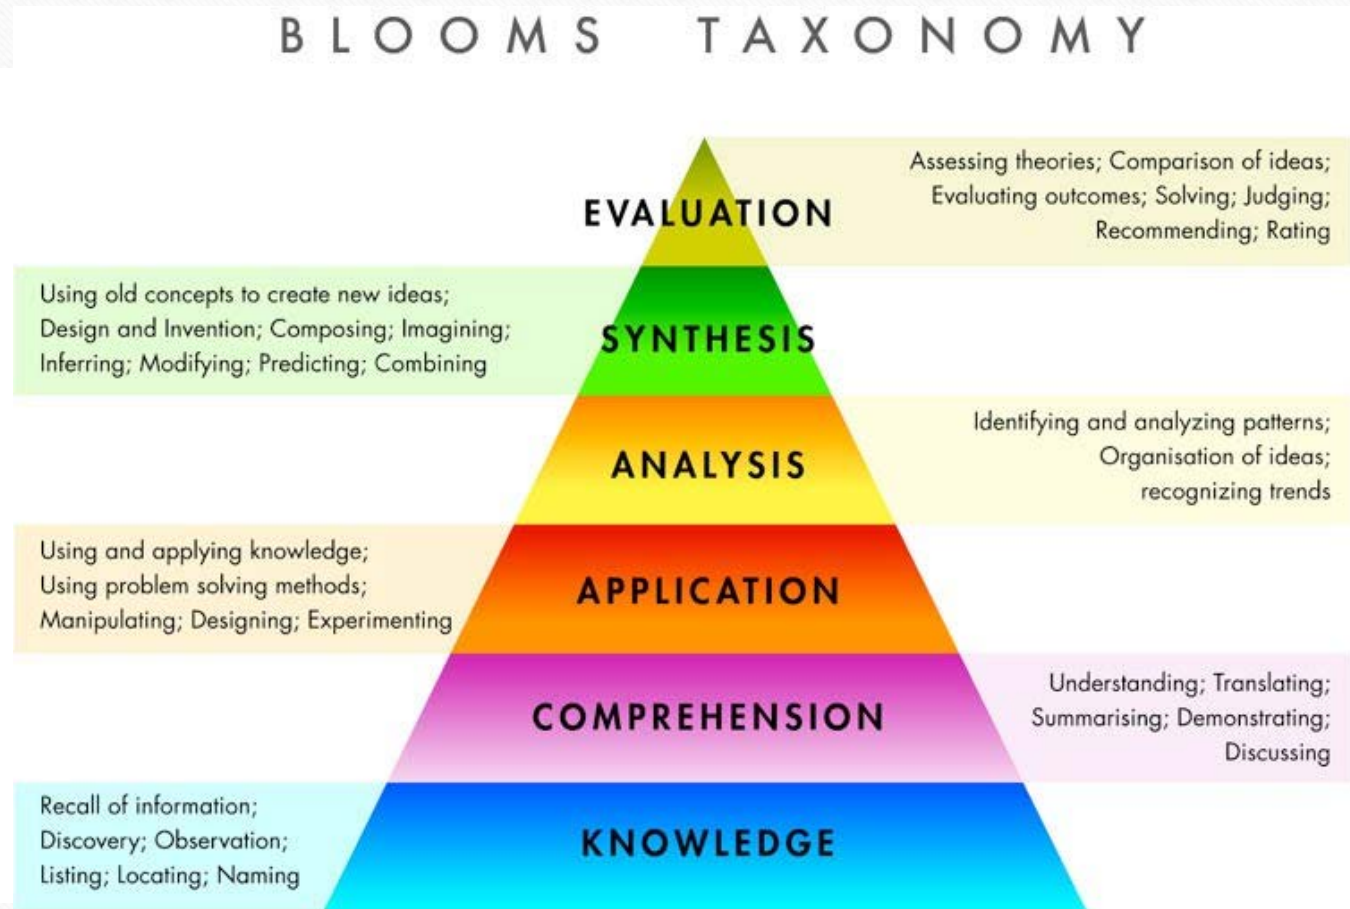 BLOOMS TAXONOMY
EVALUATION
Assessing theories; Comparison of ideas;
Evaluating outcomes; Solving; Judging;
Recommending; Rating
Using old concepts to create new ideas;
Design and Invention; Composing; Imagining;
Inferring; Modifying; Predicting; Combining
SYNTHESIS
ANALYSIS
Identifying and analyzing patterns;
Organisation of ideas;
recognizing trends
Using and applying knowledge;
Using problem solving methods;
Manipulating; Designing; Experimenting
APPLICATION
COMPREHENSION
Understanding; Translating;
Summarising; Demonstrating;
Discussing
Recall of information;
Discovery; Observation;
Listing; Locating; Naming
KNOWLEDGE